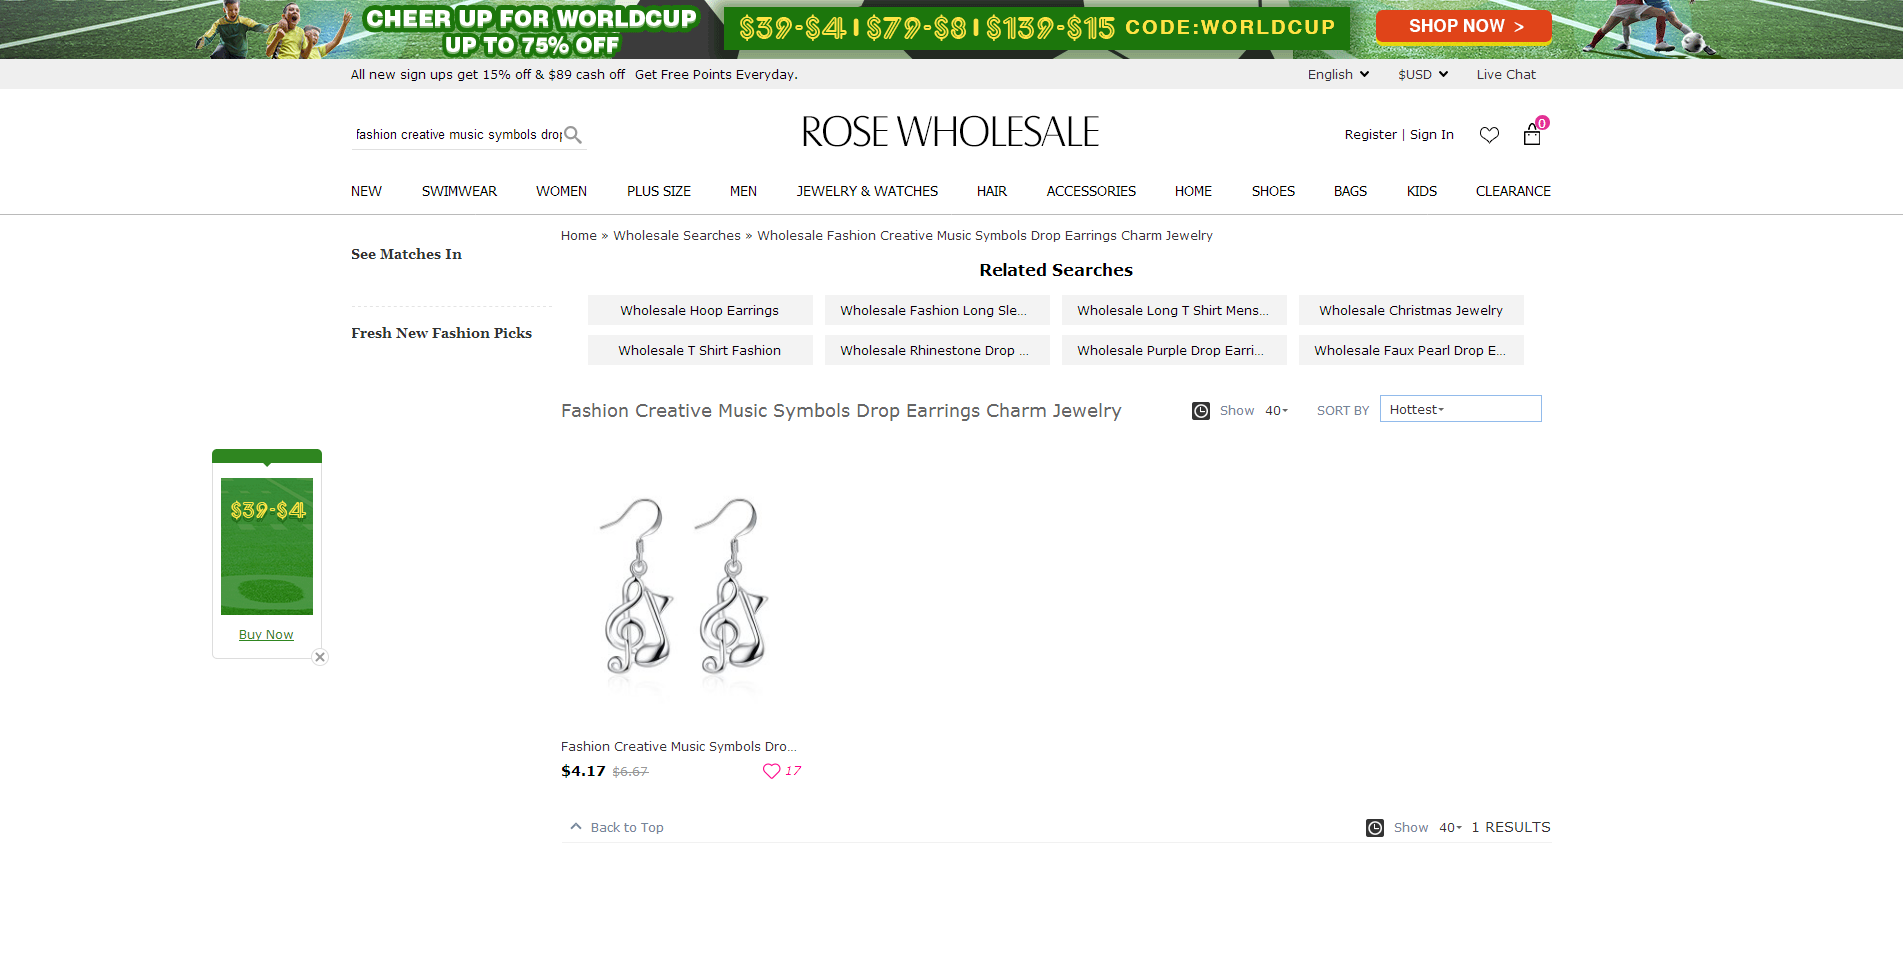 CHEER UP FOR WORLDCUP
UP TO 75% OFF
$39-$4 | $79-$8 | $139-$15 CODE:WORLDCUP
SHOP NOW >
All new sign ups get 15% off & $89 cash off Get Free Points Everyday.
English $USD Live Chat
fashion creative music symbols drop
ROSE WHOLESALE
Register | Sign In
0
NEW SWIMWEAR WOMEN PLUS SIZE MEN JEWELRY & WATCHES HAIR ACCESSORIES HOME SHOES BAGS KIDS CLEARANCE
See Matches In
Fresh New Fashion Picks
Home » Wholesale Searches » Wholesale Fashion Creative Music Symbols Drop Earrings Charm Jewelry
Related Searches
Wholesale Hoop Earrings Wholesale Fashion Long Sle... Wholesale Long T Shirt Mens... Wholesale Christmas Jewelry
Wholesale T Shirt Fashion Wholesale Rhinestone Drop ... Wholesale Purple Drop Earri... Wholesale Faux Pearl Drop E...
Fashion Creative Music Symbols Drop Earrings Charm Jewelry
Show 40 SORT BY Hottest
$39-$4
Buy Now
Fashion Creative Music Symbols Dro...
$4.17 $6.67 17
Back to Top
Show 40 1 RESULTS